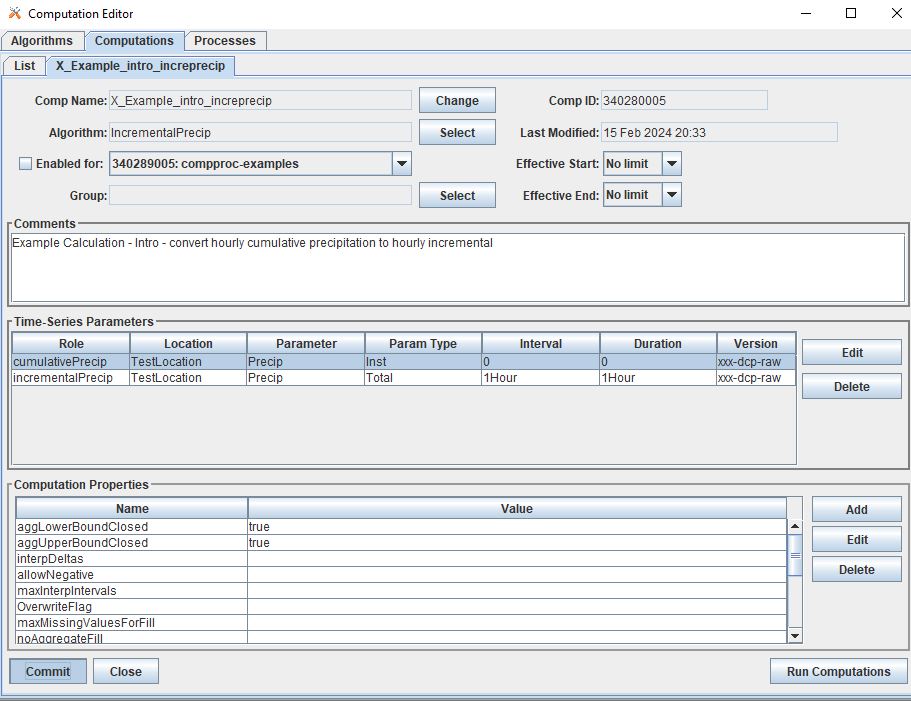 Computation Editor
Algorithms Computations Processes
List X_Example_intro_increprecip
Comp Name: X_Example_intro_increprecip Change Comp ID: 340280005
Algorithm: IncrementalPrecip Select Last Modified: 15 Feb 2024 20:33
Enabled for: 340289005: compproc-examples Effective Start: No limit
Group: Select Effective End: No limit
Comments
Example Calculation - Intro - convert hourly cumulative precipitation to hourly incremental
Time-Series Parameters
Role Location Parameter Param Type Interval Duration Version
cumulativePrecip TestLocation Precip Inst 0 0 xxx-dcp-raw
incrementalPrecip TestLocation Precip Total 1Hour 1Hour xxx-dcp-raw
Edit
Delete
Computation Properties
Name Value
aggLowerBoundClosed true
aggUpperBoundClosed true
interpDeltas
allowNegative
maxInterpIntervals
OverwriteFlag
maxMissingValuesForFill
noAggregateFill
Add
Edit
Delete
Commit Close Run Computations